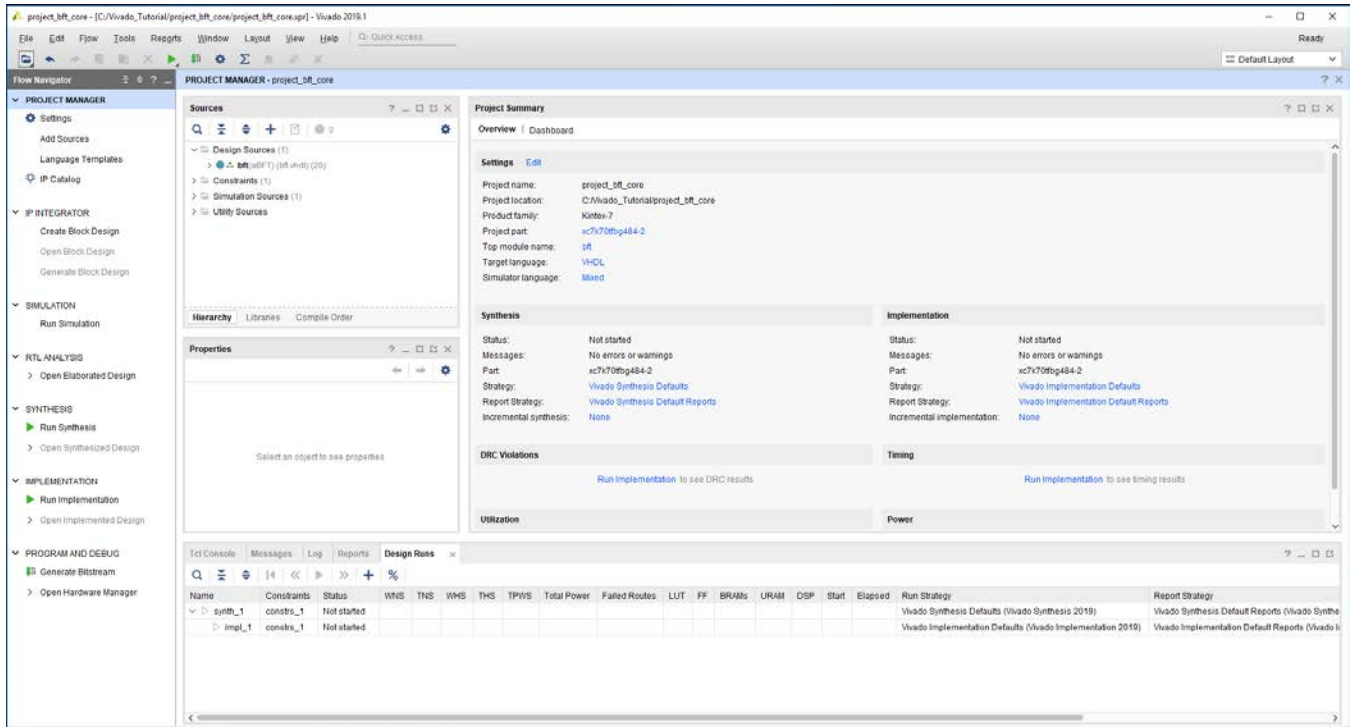 project_bft_core - [C:/Vivado_Tutorial/project_bft_core/project_bft_core.xpr] - Vivado 2019.1
File Edit Flow Tools Reports Window Layout View Help Quick Access
Ready
Default Layout
Flow Navigator
PROJECT MANAGER - project_bft_core
PROJECT MANAGER
Settings
Add Sources
Language Templates
IP Catalog
IP INTEGRATOR
Create Block Design
Open Block Design
Generate Block Design
SIMULATION
Run Simulation
RTL ANALYSIS
Open Elaborated Design
SYNTHESIS
Run Synthesis
Open Synthesized Design
IMPLEMENTATION
Run Implementation
Open Implemented Design
PROGRAM AND DEBUG
Generate Bitstream
Open Hardware Manager
Sources
0
Design Sources (1)
bft(aBFT) (bft.vhdl) (20)
Constraints (1)
Simulation Sources (1)
Utility Sources
Hierarchy Libraries Compile Order
Properties
Select an object to see properties
Project Summary
Overview | Dashboard
Settings Edit
Project name: project_bft_core
Project location: C:/Vivado_Tutorial/project_bft_core
Product family: Kintex-7
Project part: xc7k70tfbg484-2
Top module name: bft
Target language: VHDL
Simulator language: Mixed
Synthesis
Status: Not started
Messages: No errors or warnings
Part: xc7k70tfbg484-2
Strategy: Vivado Synthesis Defaults
Report Strategy: Vivado Synthesis Default Reports
Incremental synthesis: None
Implementation
Status: Not started
Messages: No errors or warnings
Part: xc7k70tfbg484-2
Strategy: Vivado Implementation Defaults
Report Strategy: Vivado Implementation Default Reports
Incremental implementation: None
DRC Violations
Run Implementation to see DRC results
Timing
Run Implementation to see timing results
Utilization
Power
Tcl Console Messages Log Reports Design Runs
Name Constraints Status WNS TNS WHS THS TPWS Total Power Failed Routes LUT FF BRAMs URAM DSP Start Elapsed Run Strategy Report Strategy
synth_1 constrs_1 Not started Vivado Synthesis Defaults (Vivado Synthesis 2019) Vivado Synthesis Default Reports (Vivado Synthe
impl_1 constrs_1 Not started Vivado Implementation Defaults (Vivado Implementation 2019) Vivado Implementation Default Reports (Vivado I